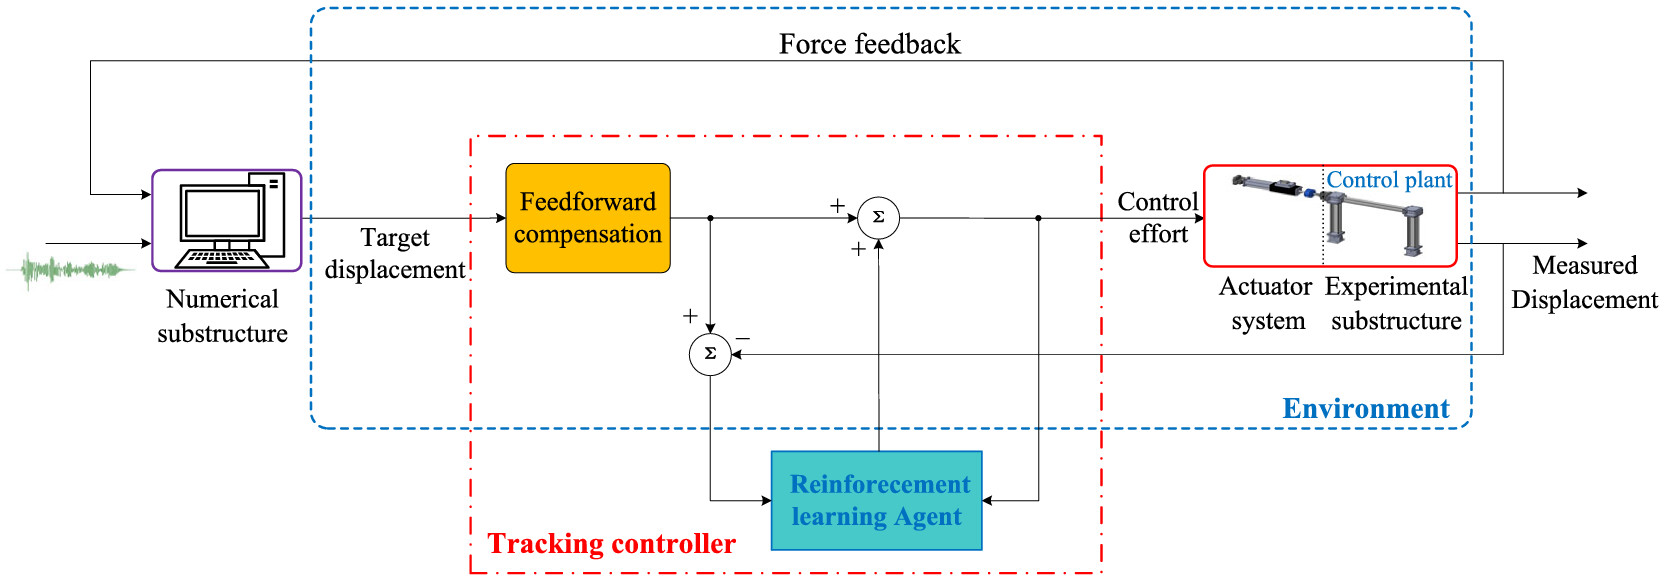 Force feedback
Control plant
Feedforward
compensation
+
Σ
+
Control
effort
Target
displacement
Numerical
substructure
Actuator
system
Experimental
substructure
Measured
Displacement
+
−
Σ
Environment
Reinforecement
learning Agent
Tracking controller